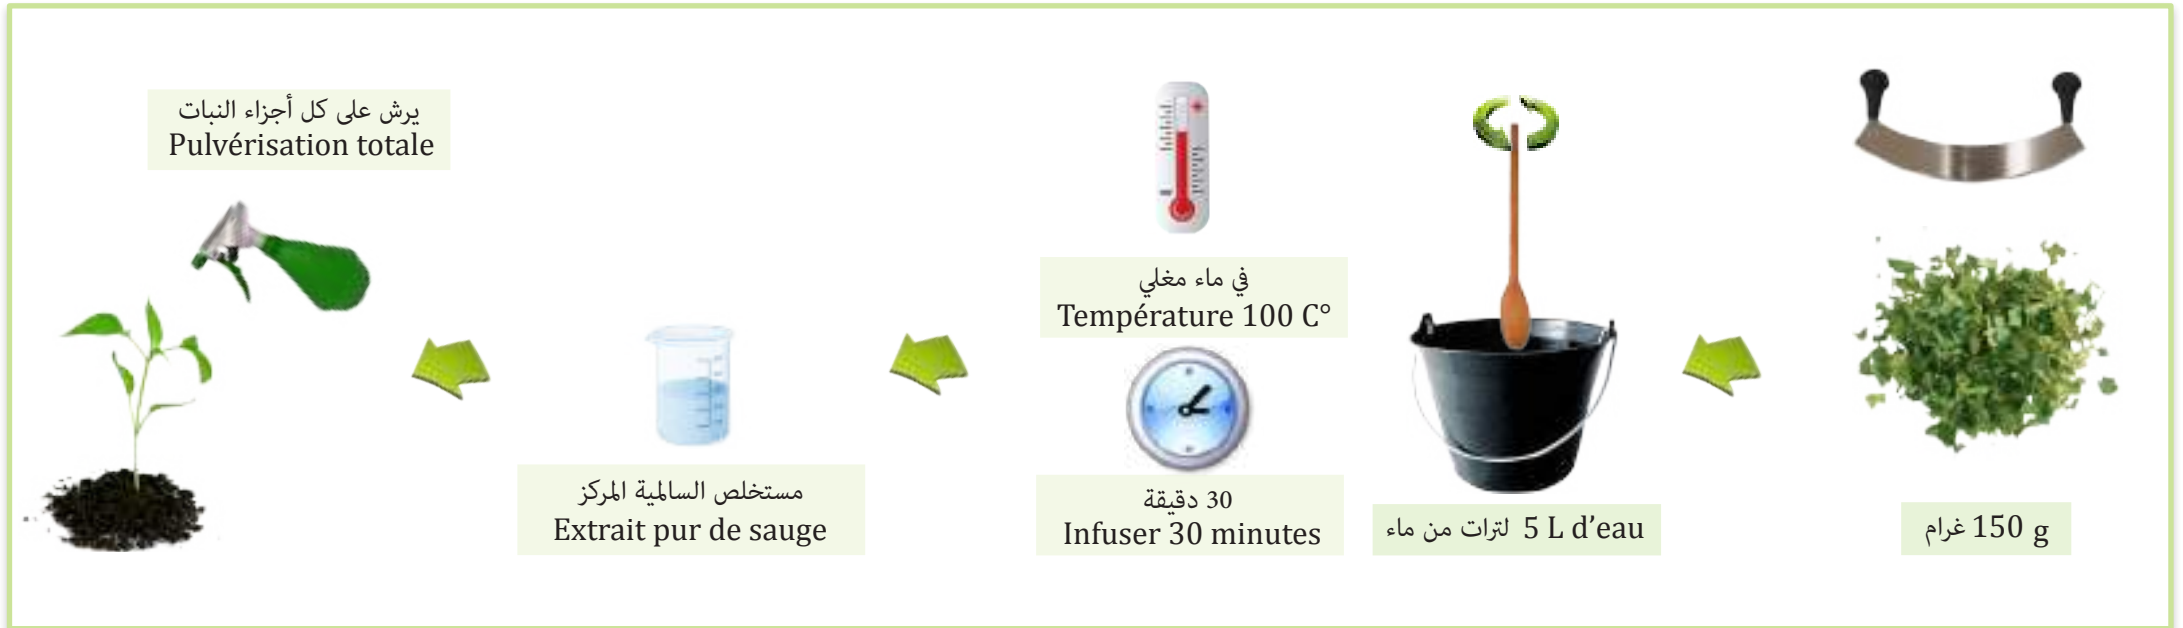 150 g غرام
5 L d’eau لترات من ماء
في ماء مغلي
Température 100 C°
30 دقيقة
Infuser 30 minutes
مستخلص السالمية المركز
Extrait pur de sauge
يرش على كل أجزاء النبات
Pulvérisation totale